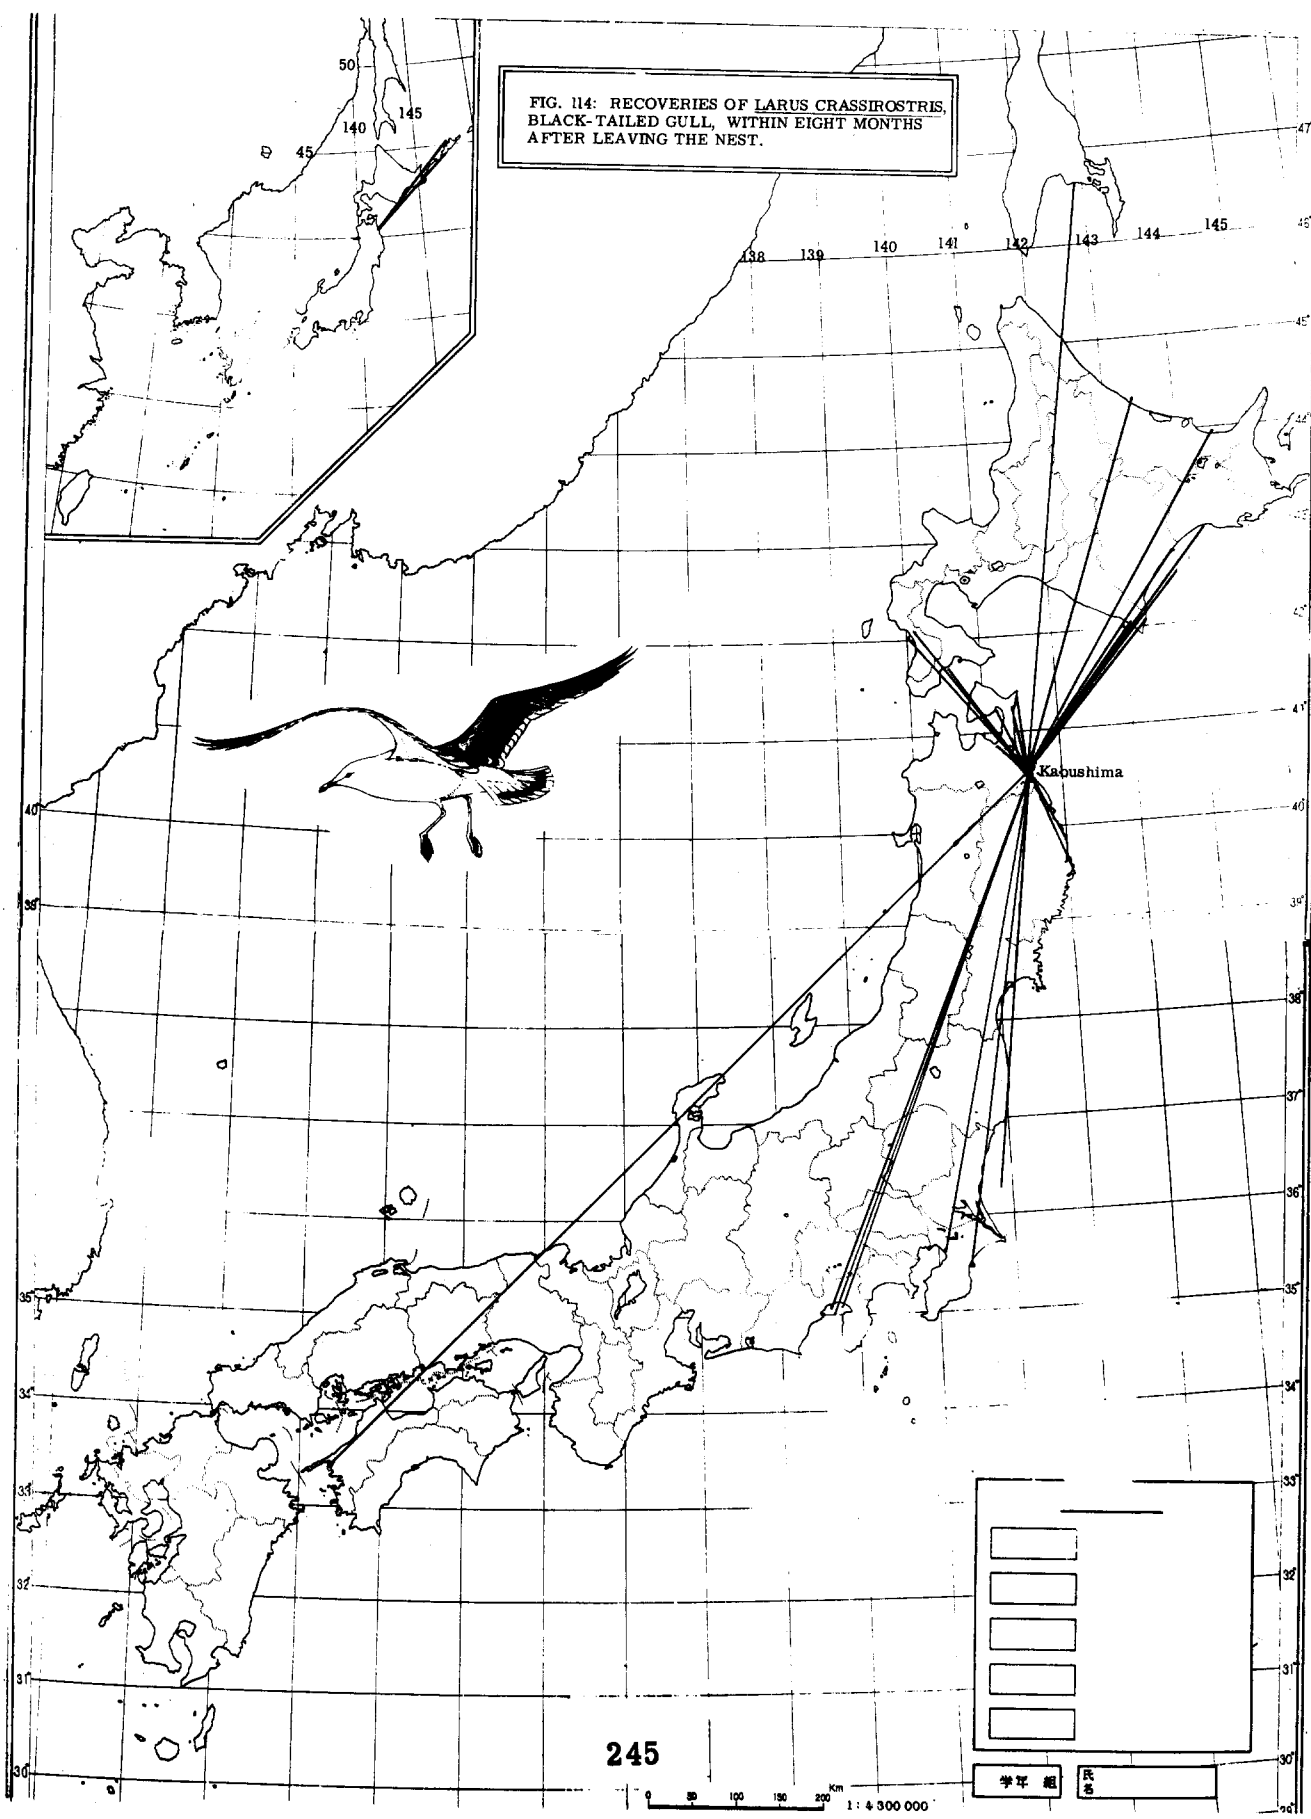 50
145
140
45
FIG. 114: RECOVERIES OF LARUS CRASSIROSTRIS,
BLACK-TAILED GULL, WITHIN EIGHT MONTHS
AFTER LEAVING THE NEST.
47
138 139 140 141 142 143 144 145 46°
45°
44°
43°
42°
41°
Kabushima
40° 40°
39° 39°
38°
37°
36°
35° 35°
34° 34°
33° 33°
32° 32°
31° 31°
30° 30°
245
0 50 100 150 200 Km
1:4 300 000
学年 組
氏名